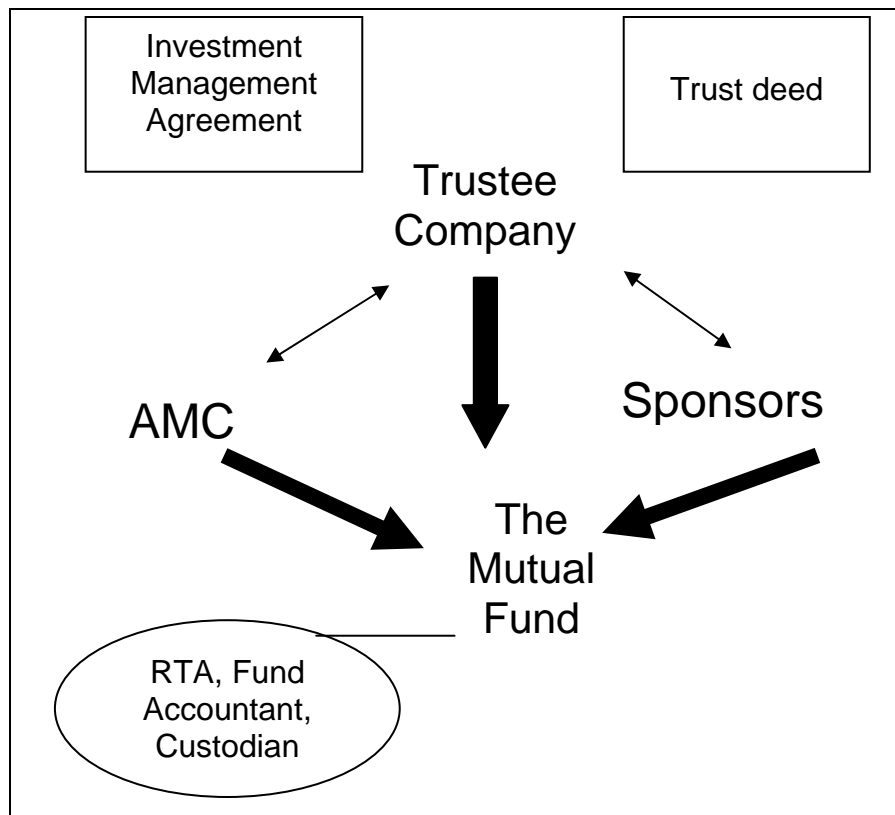 Investment
Management
Agreement
Trust deed
Trustee
Company
AMC
Sponsors
The
Mutual
Fund
RTA, Fund
Accountant,
Custodian